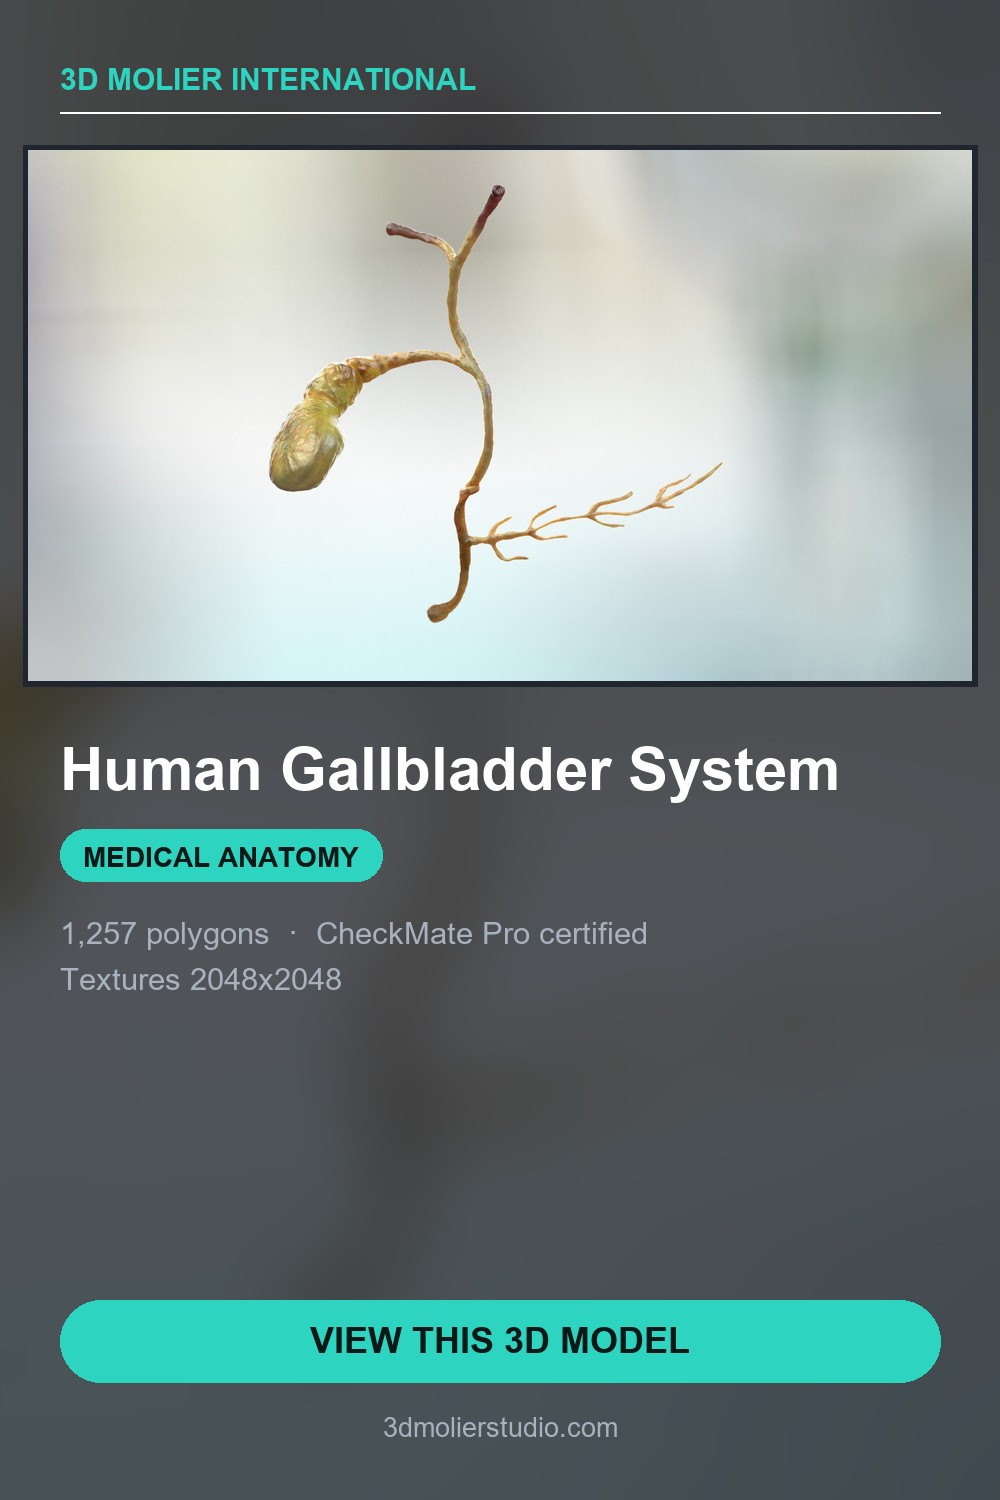 3D MOLIER INTERNATIONAL
Human Gallbladder System
MEDICAL ANATOMY
1,257 polygons · CheckMate Pro certified
Textures 2048x2048
VIEW THIS 3D MODEL
3dmolierstudio.com